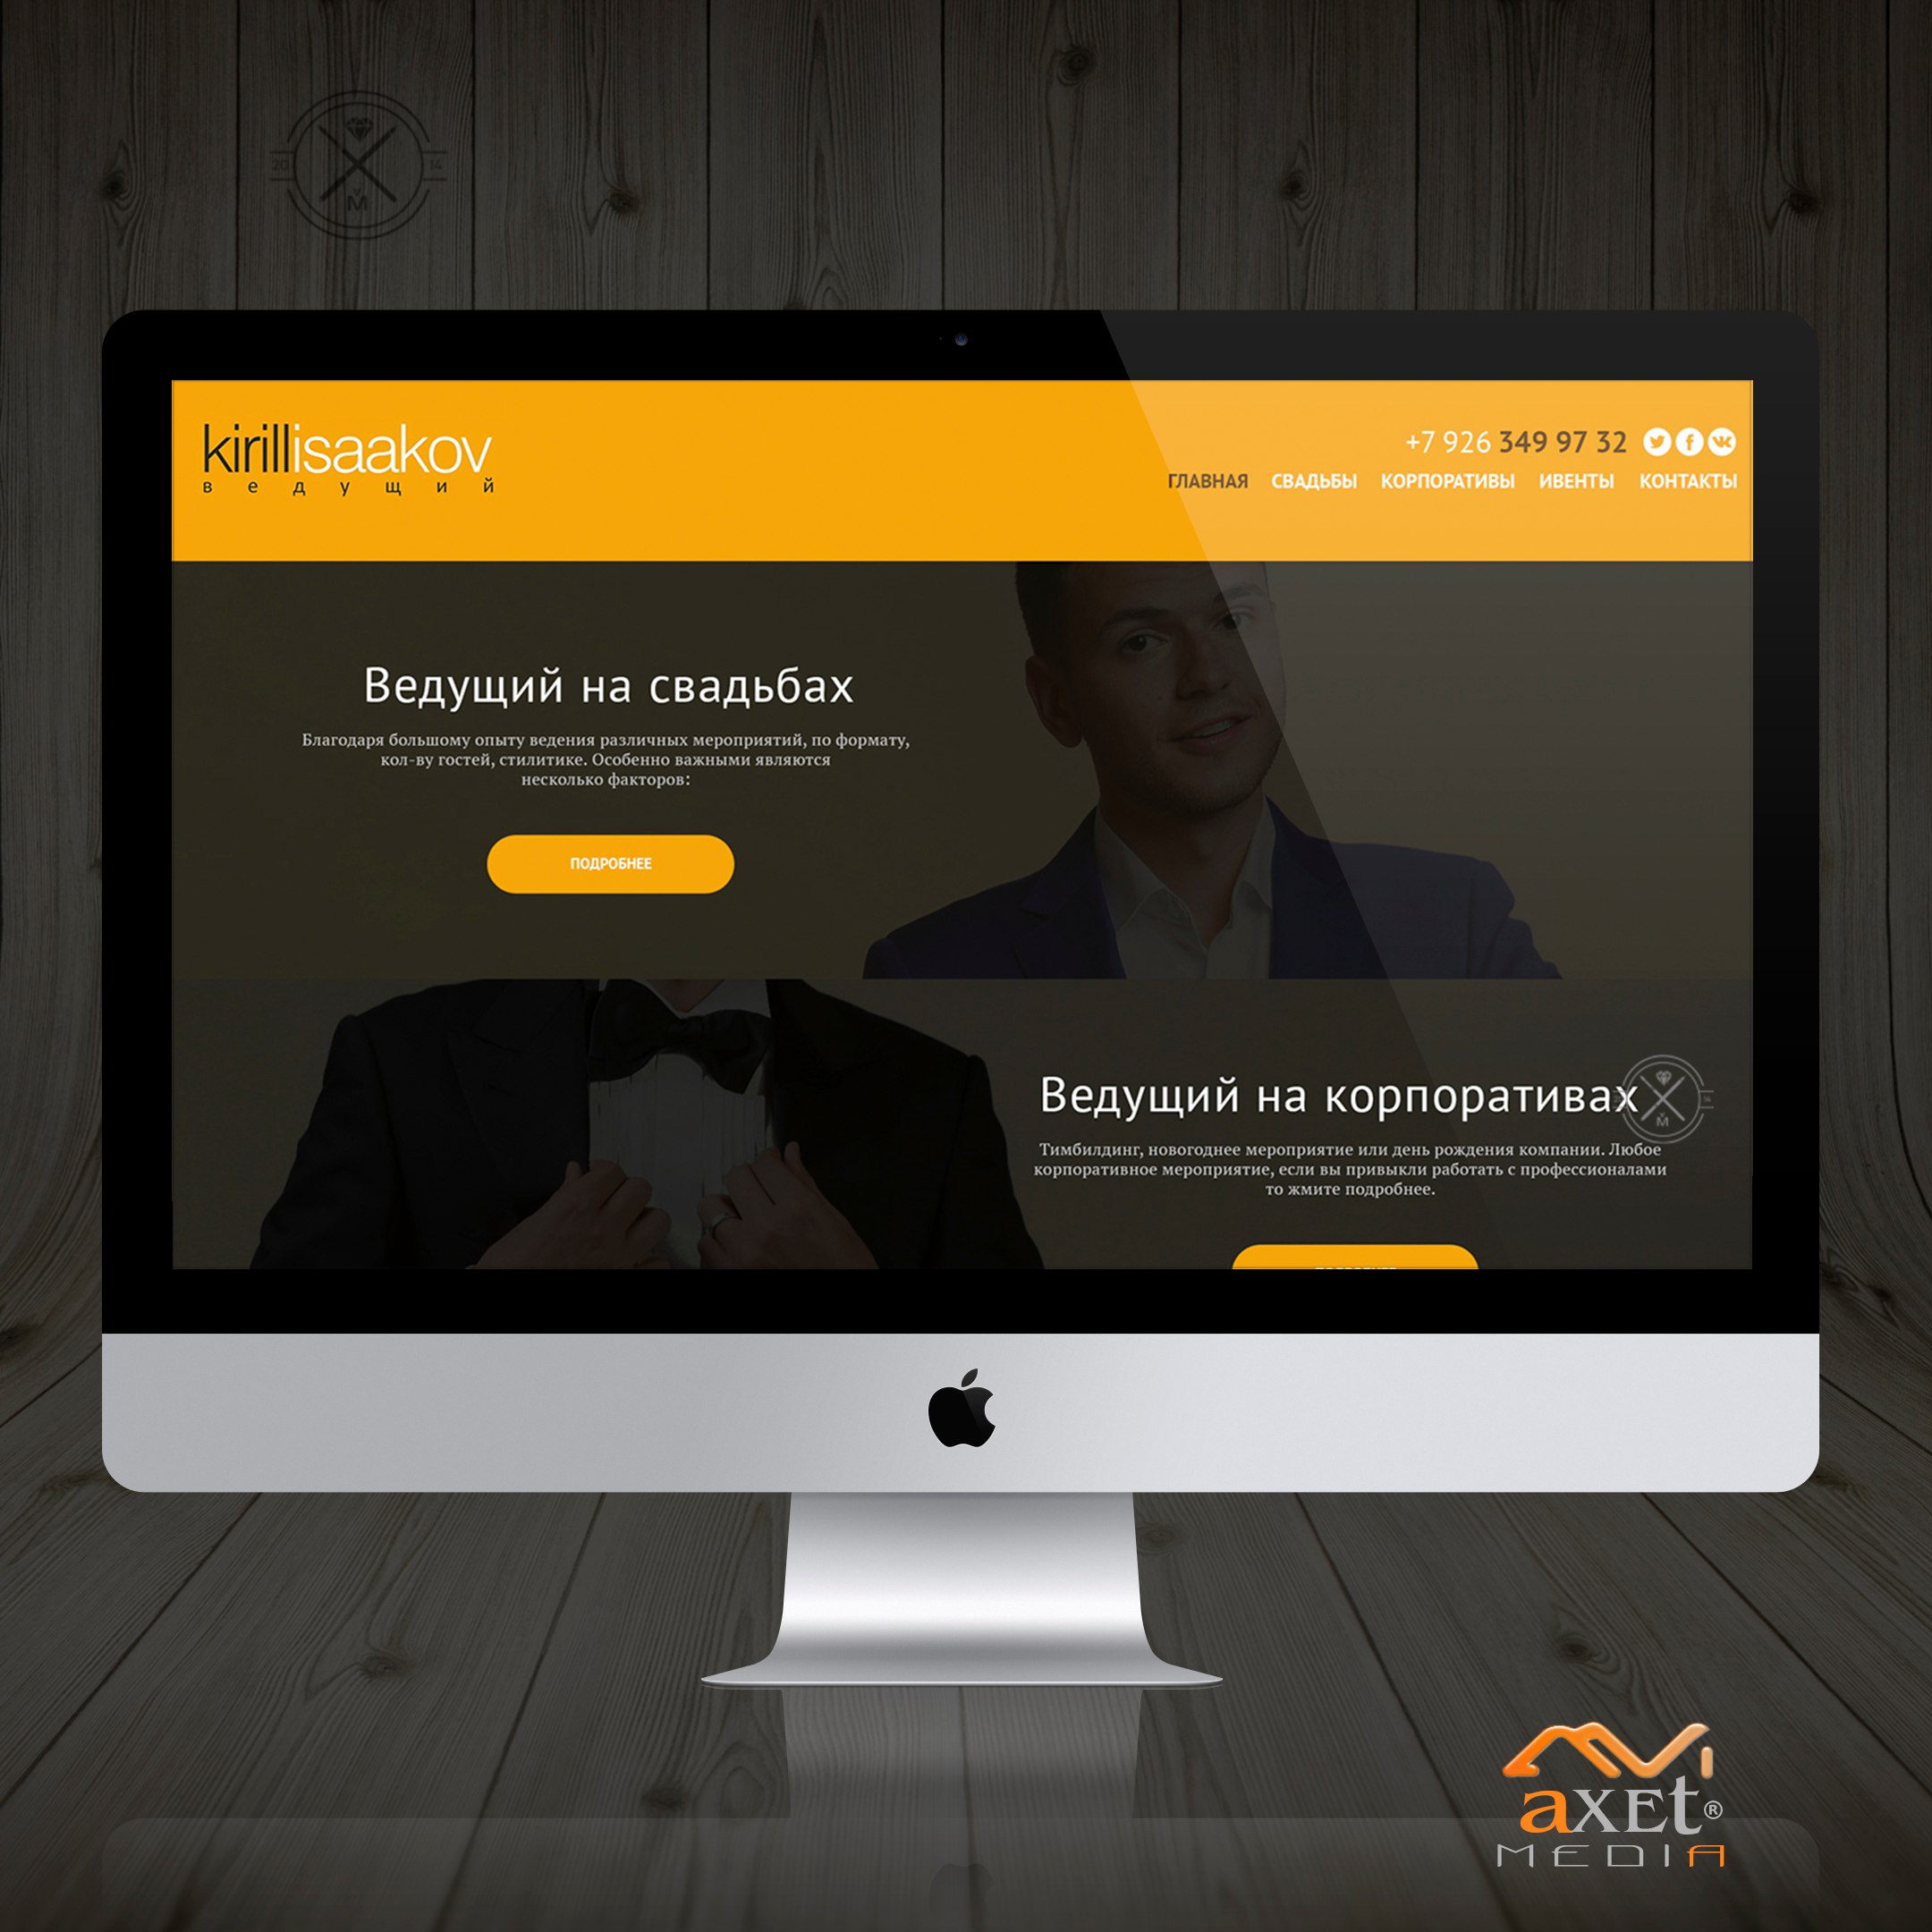 20 14
V
M
kirillisaakov
ведущий
+7 926 349 97 32
ГЛАВНАЯ СВАДЬБЫ КОРПОРАТИВЫ ИВЕНТЫ КОНТАКТЫ
Ведущий на свадьбах
Благодаря большому опыту ведения различных мероприятий, по формату,
кол-ву гостей, стилитике. Особенно важными являются
несколько факторов:
ПОДРОБНЕЕ
Ведущий на корпоративах
V
M
Тимбилдинг, новогоднее мероприятие или день рождения компании. Любое
корпоративное мероприятие, если вы привыкли работать с профессионалами
то жмите подробнее.
axet®
MEDIA